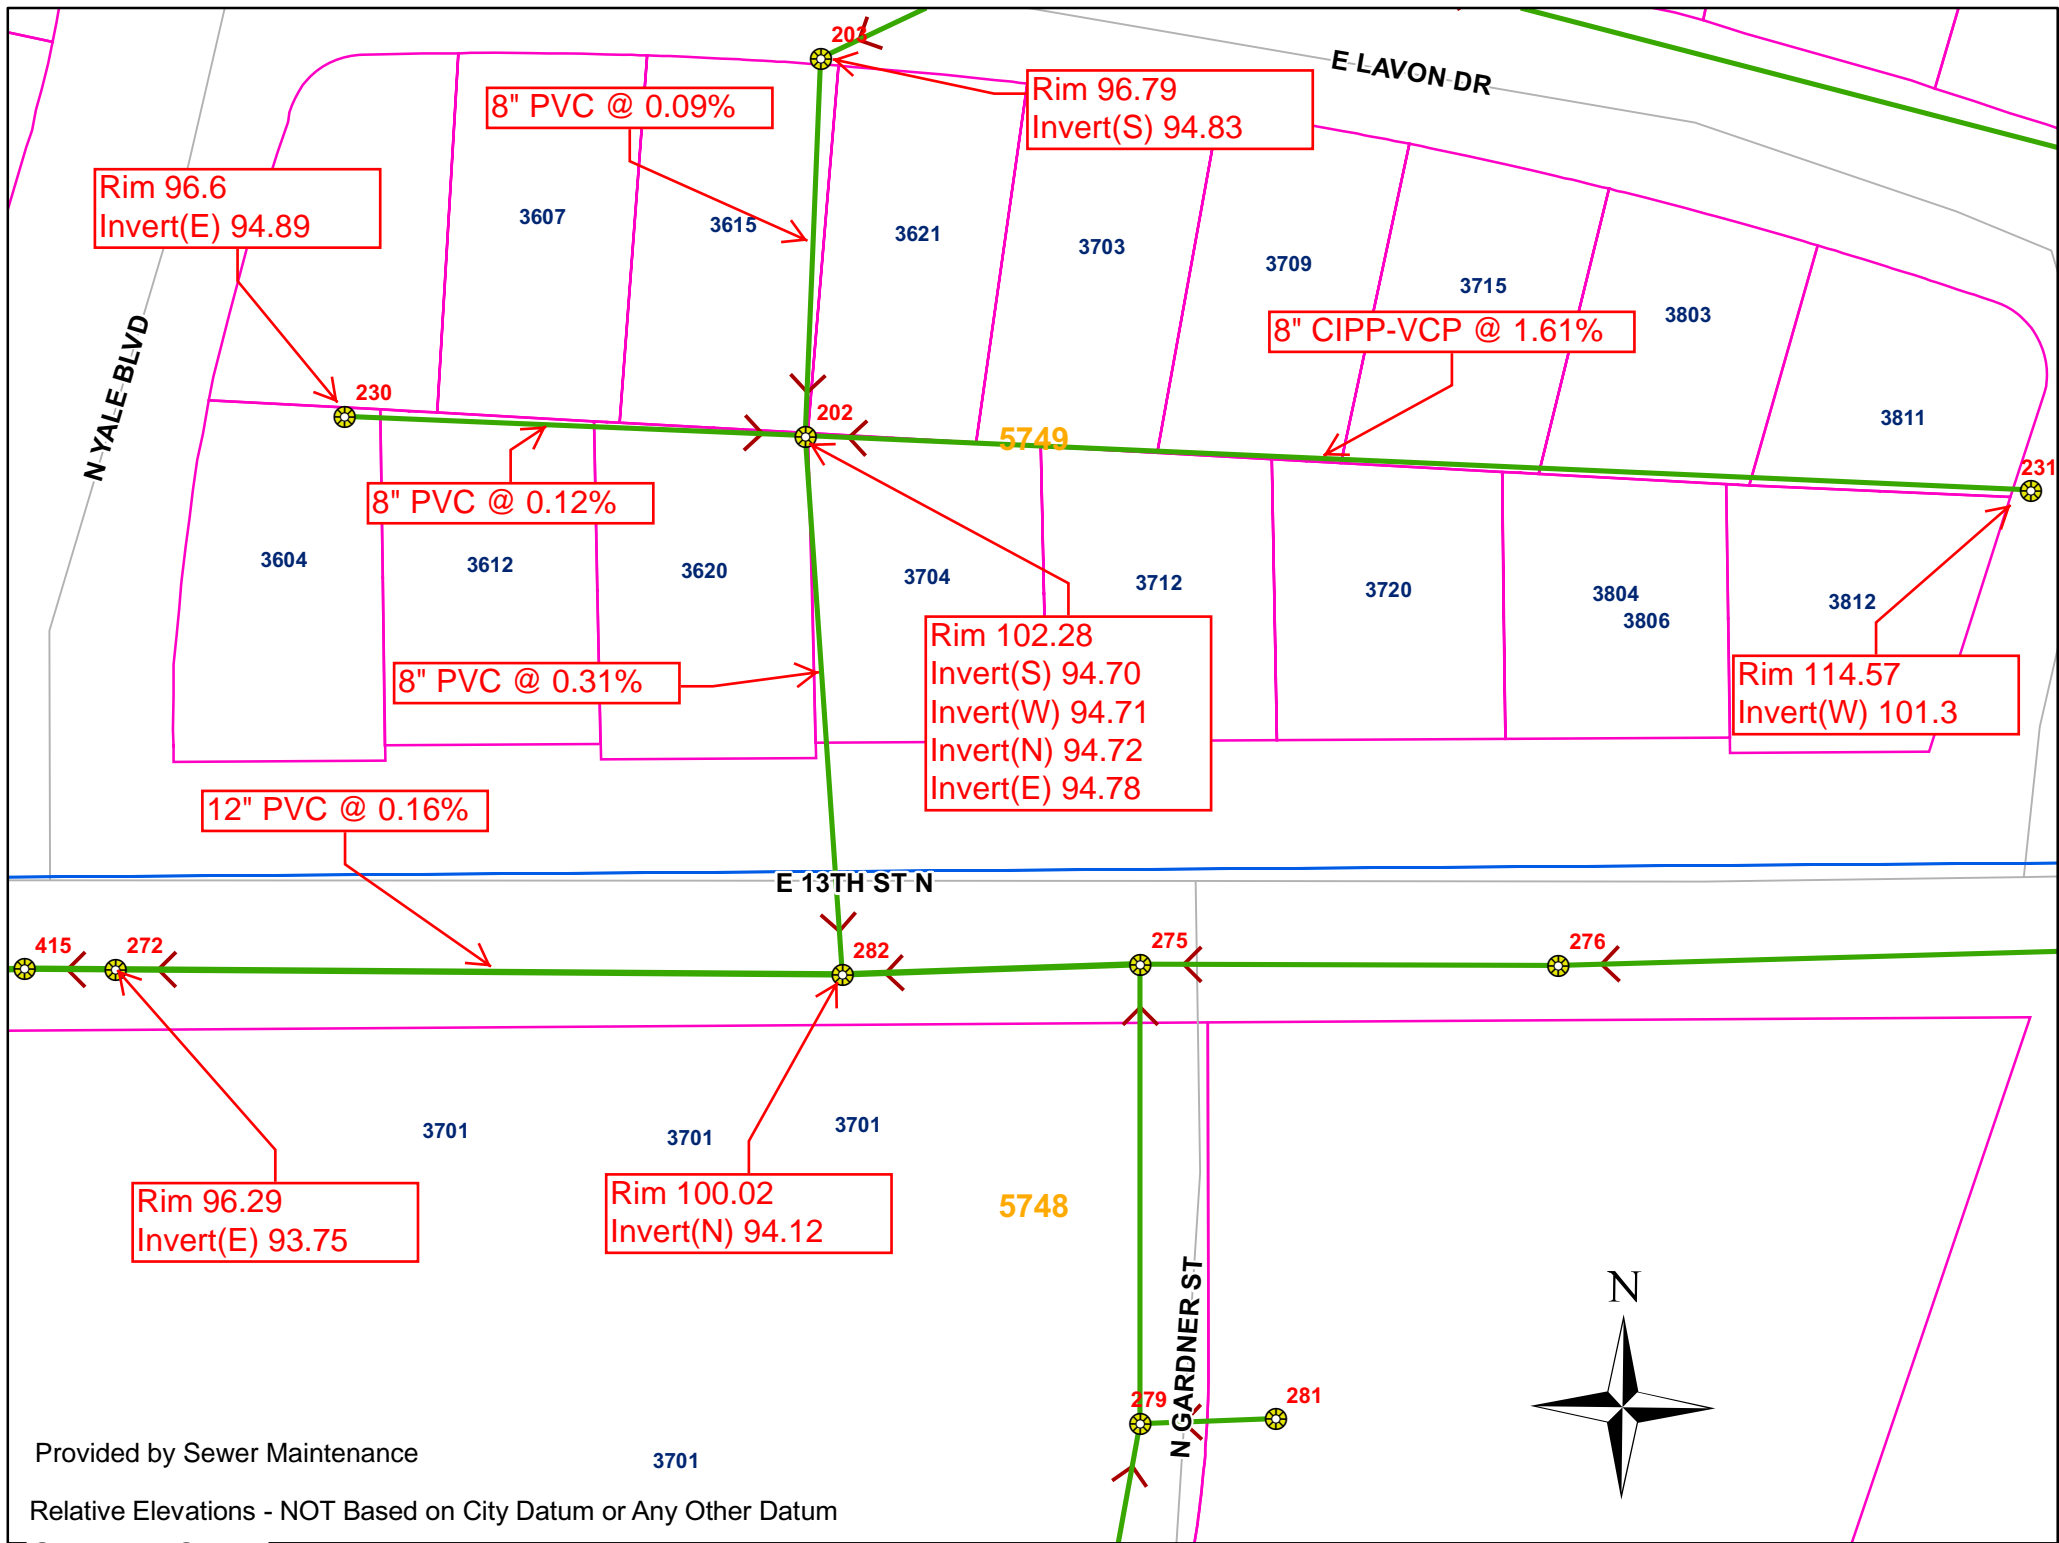 203
E LAVON DR
Rim 96.79
Invert(S) 94.83
8" PVC @ 0.09%
Rim 96.6
Invert(E) 94.89
3607
3615
3621
3703
3709
3715
3803
3811
8" CIPP-VCP @ 1.61%
N YALE BLVD
230
202
5749
231
8" PVC @ 0.12%
3604
3612
3620
3704
3712
3720
3804
3806
3812
8" PVC @ 0.31%
Rim 102.28
Invert(S) 94.70
Invert(W) 94.71
Invert(N) 94.72
Invert(E) 94.78
Rim 114.57
Invert(W) 101.3
12" PVC @ 0.16%
E 13TH ST N
415
272
282
275
276
3701
3701
3701
Rim 96.29
Invert(E) 93.75
Rim 100.02
Invert(N) 94.12
5748
N GARDNER ST
N
279
281
Provided by Sewer Maintenance
3701
Relative Elevations - NOT Based on City Datum or Any Other Datum